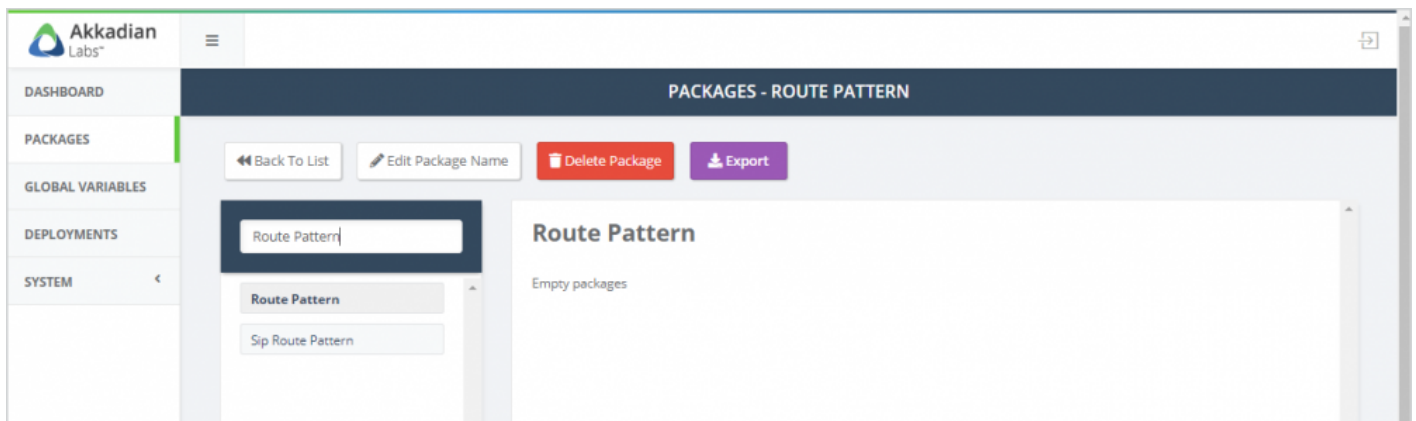 Akkadian
Labs™
DASHBOARD
PACKAGES
GLOBAL VARIABLES
DEPLOYMENTS
SYSTEM
PACKAGES - ROUTE PATTERN
Back To List
Edit Package Name
Delete Package
Export
Route Pattern
Route Pattern
Sip Route Pattern
Route Pattern
Empty packages